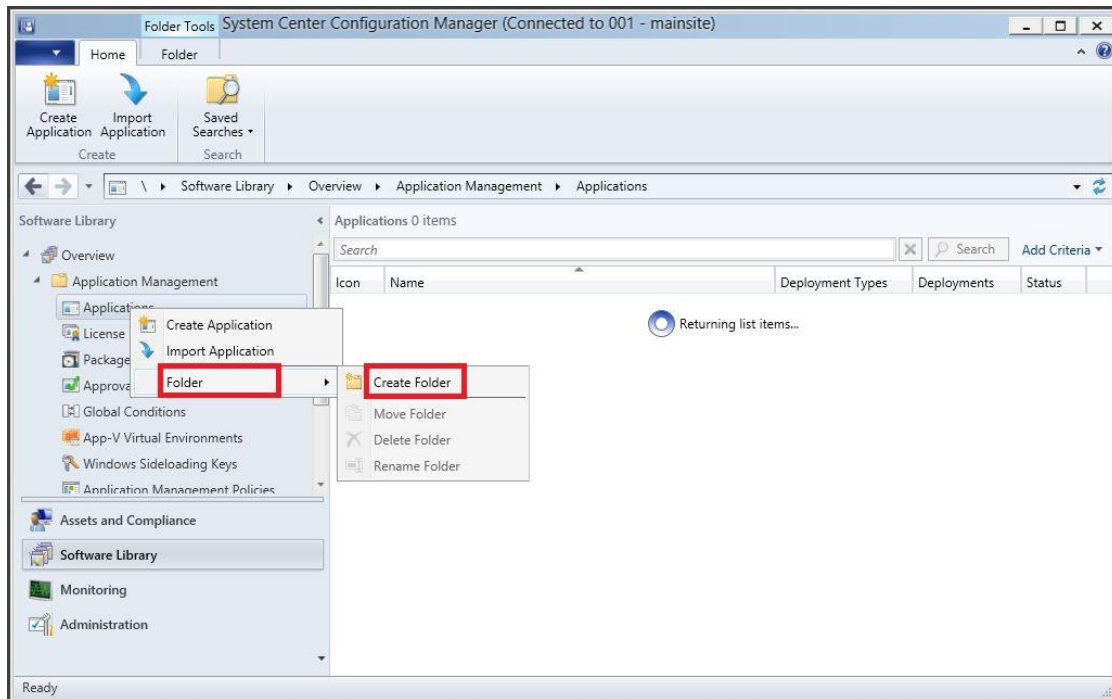 Folder Tools System Center Configuration Manager (Connected to 001 - mainsite)
Home Folder
Create Application
Import Application
Saved Searches
Create
Search
\ Software Library Overview Application Management Applications
Software Library
Overview
Application Management
Applications
License
Package
Approva
Global Conditions
App-V Virtual Environments
Windows Sideloading Keys
Application Management Policies
Assets and Compliance
Software Library
Monitoring
Administration
Applications 0 items
Search Search Add Criteria
Icon Name Deployment Types Deployments Status
Returning list items...
Create Application
Import Application
Folder
Create Folder
Move Folder
Delete Folder
Rename Folder
Ready